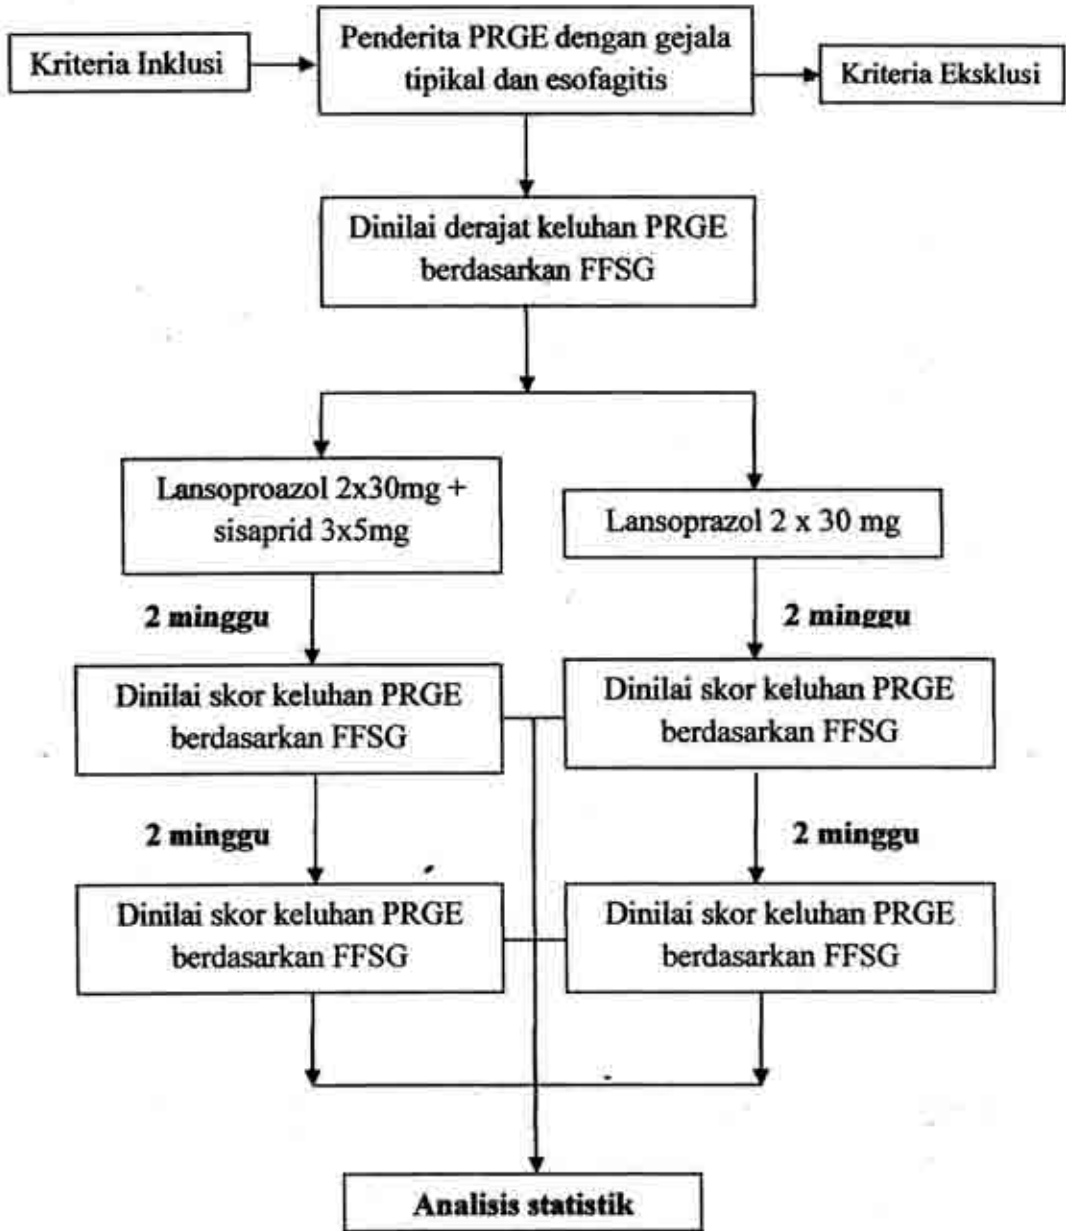 Kriteria Inklusi
Penderita PRGE dengan gejala
tipikal dan esofagitis
Kriteria Eksklusi
Dinilai derajat keluhan PRGE
berdasarkan FFSG
Lansoproazol 2x30mg +
sisaprid 3x5mg
Lansoprazol 2 x 30 mg
2 minggu
2 minggu
Dinilai skor keluhan PRGE
berdasarkan FFSG
Dinilai skor keluhan PRGE
berdasarkan FFSG
2 minggu
2 minggu
Dinilai skor keluhan PRGE
berdasarkan FFSG
Dinilai skor keluhan PRGE
berdasarkan FFSG
Analisis statistik